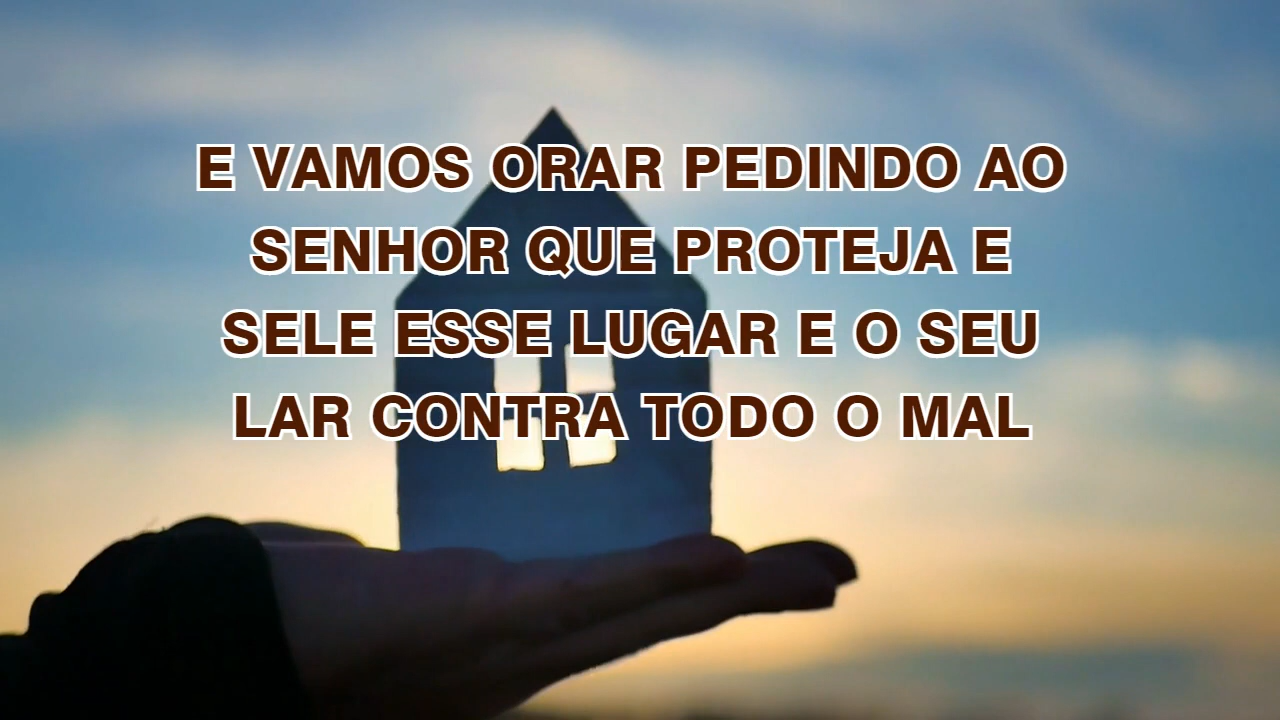 E VAMOS ORAR PEDINDO AO
SENHOR QUE PROTEJA E
SELE ESSE LUGAR E O SEU
LAR CONTRA TODO O MAL